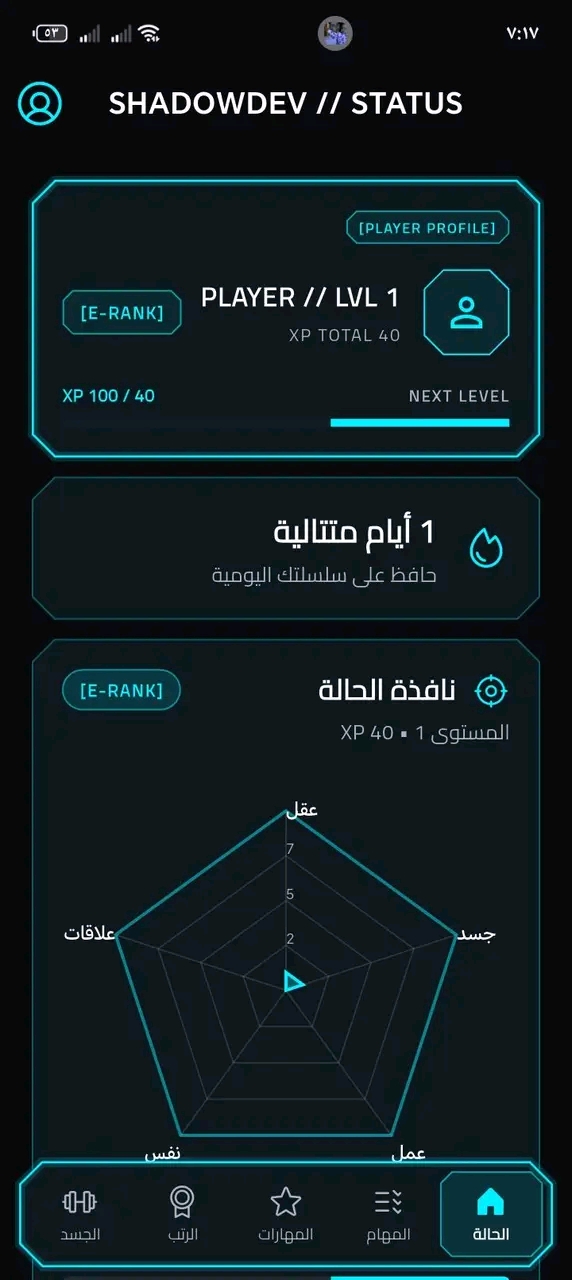 ٥٣
٧:١٧
SHADOWDEV // STATUS
[PLAYER PROFILE]
PLAYER // LVL 1
[E-RANK]
XP TOTAL 40
NEXT LEVEL
XP 100 / 40
1 أيام متتالية
حافظ على سلسلتك اليومية
نافذة الحالة
[E-RANK]
المستوى 1 • XP 40
عقل
7
5
2
جسد
علاقات
عمل
نفس
الحالة
المهام
المهارات
الرتب
الجسد